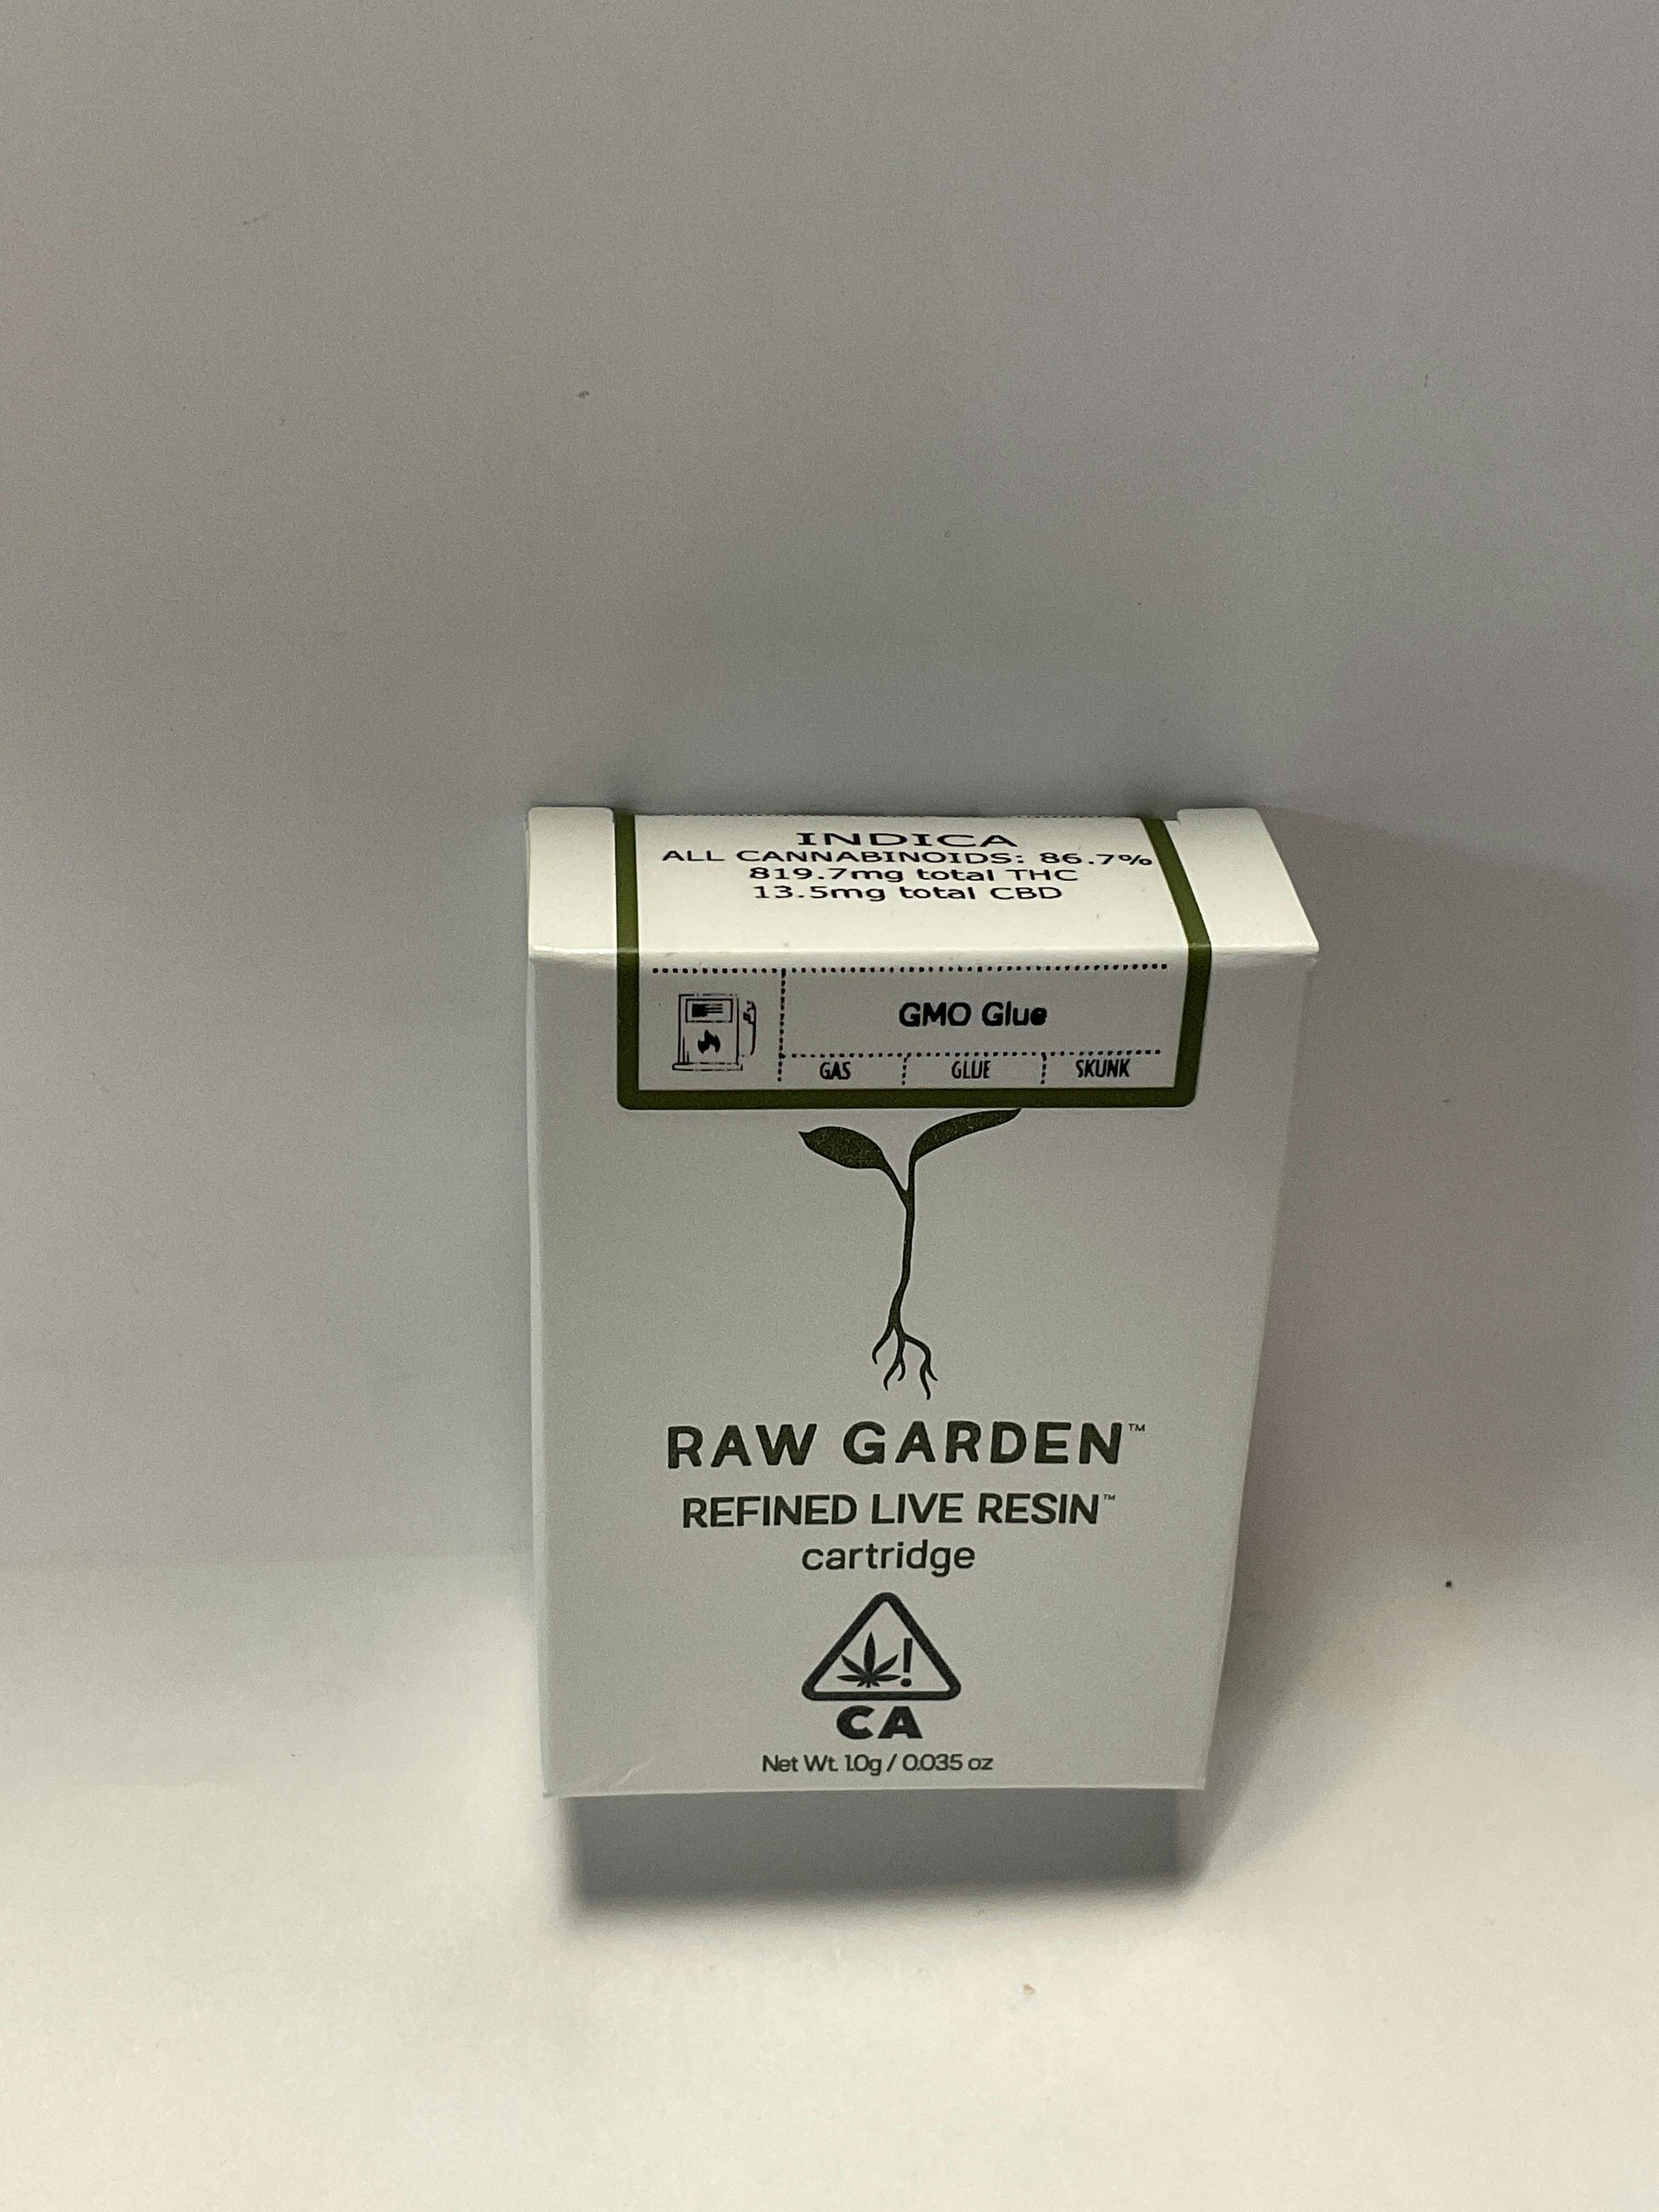 INDICA
ALL CANNABINOIDS: 86.7%
819.7mg total THC
13.5mg total CBD
GMO Glue
GAS GLUE SKUNK
RAW GARDEN™
REFINED LIVE RESIN™
cartridge
CA
Net Wt. 1.0g / 0.035 oz